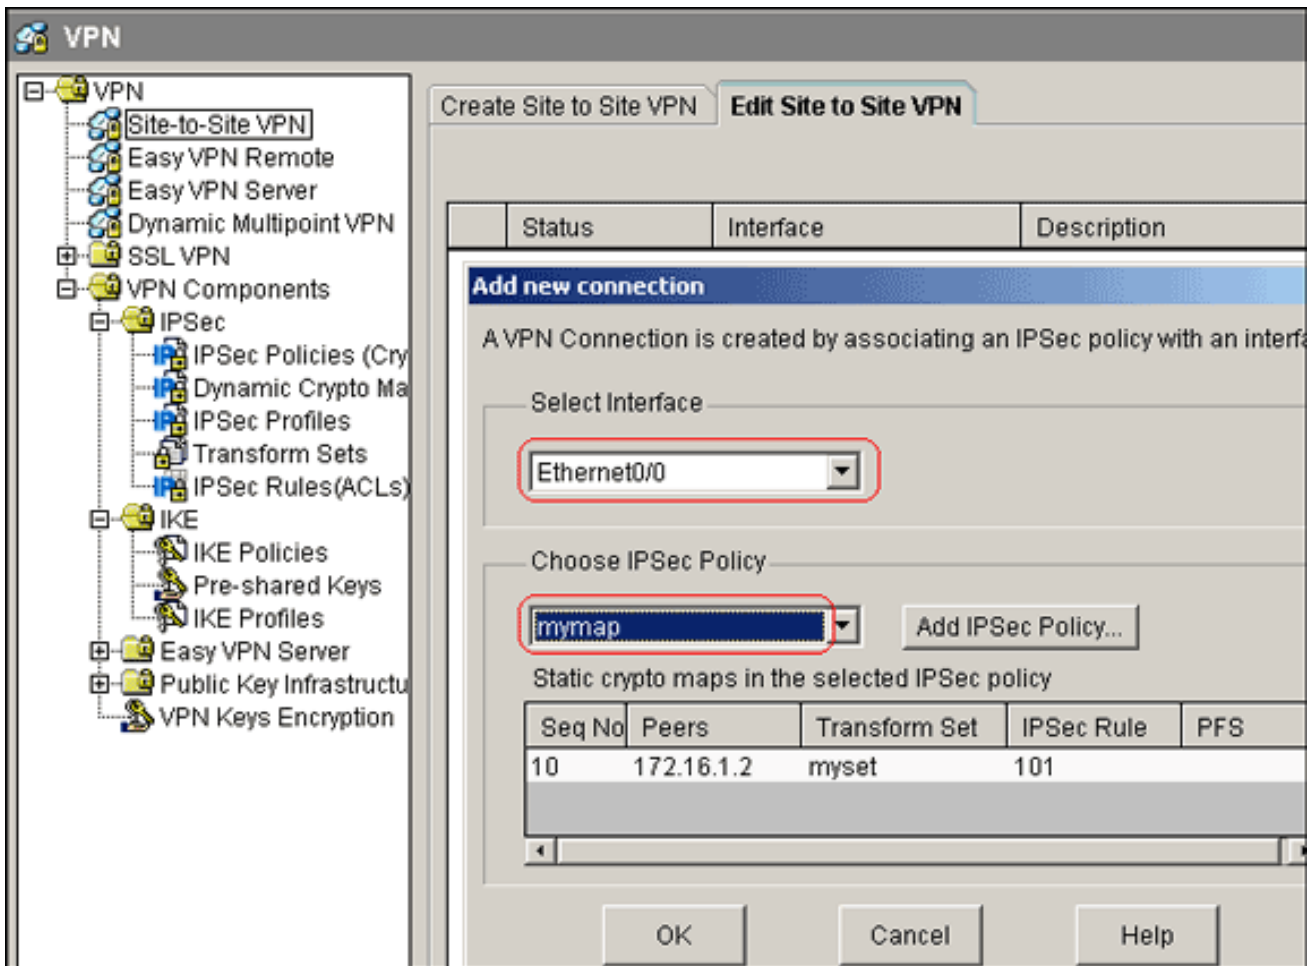 VPN
VPN
Site-to-Site VPN
Easy VPN Remote
Easy VPN Server
Dynamic Multipoint VPN
SSL VPN
VPN Components
IPSec
IPSec Policies (Cry
Dynamic Crypto Ma
IPSec Profiles
Transform Sets
IPSec Rules(ACLs)
IKE
IKE Policies
Pre-shared Keys
IKE Profiles
Easy VPN Server
Public Key Infrastructu
VPN Keys Encryption
Create Site to Site VPN Edit Site to Site VPN
Status Interface Description
Add new connection
A VPN Connection is created by associating an IPSec policy with an interfa
Select Interface
Ethernet0/0
Choose IPSec Policy
mymap Add IPSec Policy...
Static crypto maps in the selected IPSec policy
Seq No Peers Transform Set IPSec Rule PFS
10 172.16.1.2 myset 101
OK Cancel Help